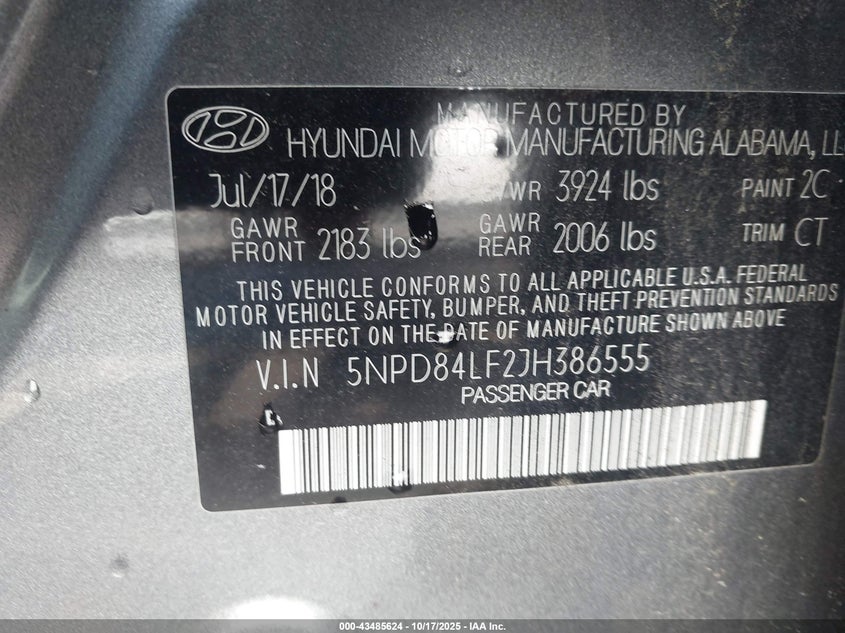 MANUFACTURED BY
HYUNDAI MOTOR MANUFACTURING ALABAMA,
Jul/17/18 3924 lbs PAINT 2C
GAWR FRONT 2183 lbs GAWR REAR 2006 lbs TRIM CT
THIS VEHICLE CONFORMS TO ALL APPLICABLE U.S.A. FEDERAL
MOTOR VEHICLE SAFETY, BUMPER, AND THEFT PREVENTION STANDARDS
IN EFFECT ON THE DATE OF MANUFACTURE SHOWN ABOVE
V.I.N 5NPD84LF2JH386555
PASSENGER CAR
000-43485624 | 10/17/2025 - IAA Inc.